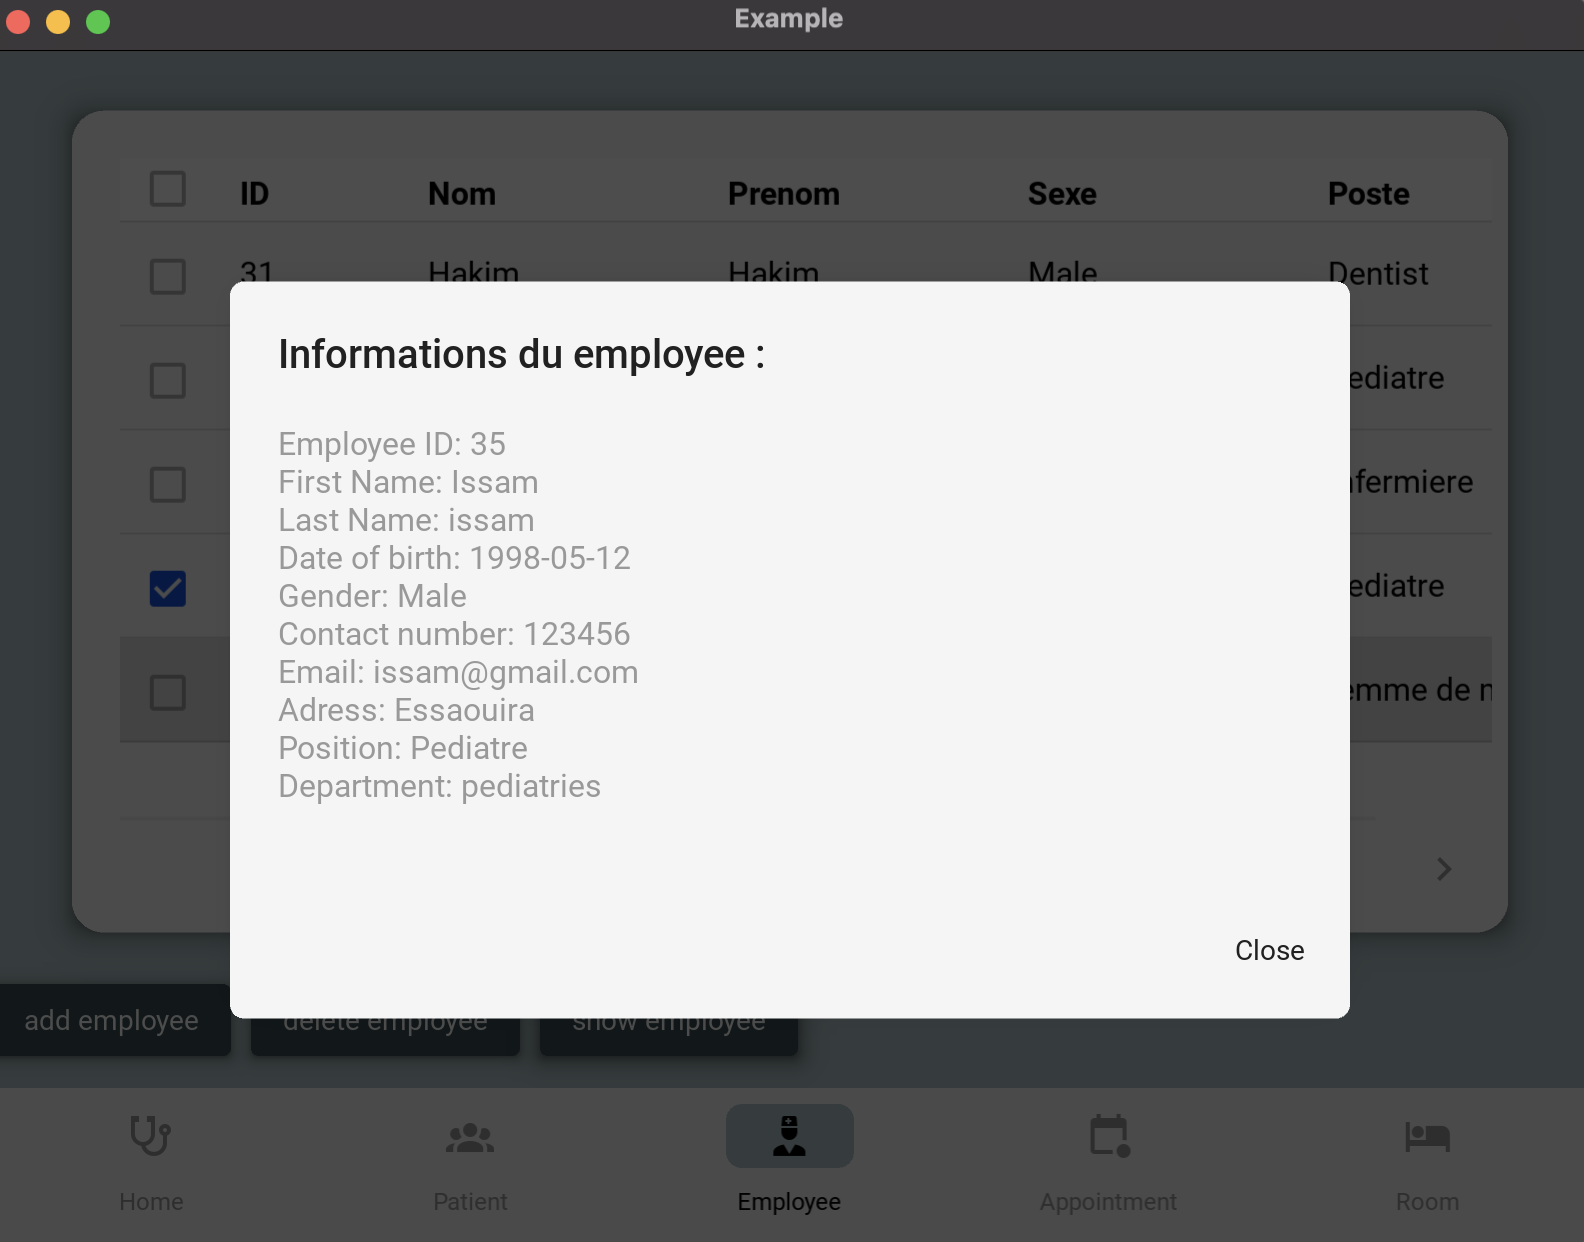 Example
ID Nom Prenom Sexe Poste
31 Hakim Hakim Male Dentist
Informations du employee :
Employee ID: 35
First Name: Issam
Last Name: issam
Date of birth: 1998-05-12
Gender: Male
Contact number: 123456
Email: issam@gmail.com
Adress: Essaouira
Position: Pediatre
Department: pediatries
Close
ediatre
nfermiere
ediatre
emme de m
add employee delete employee show employee
Home Patient Employee Appointment Room